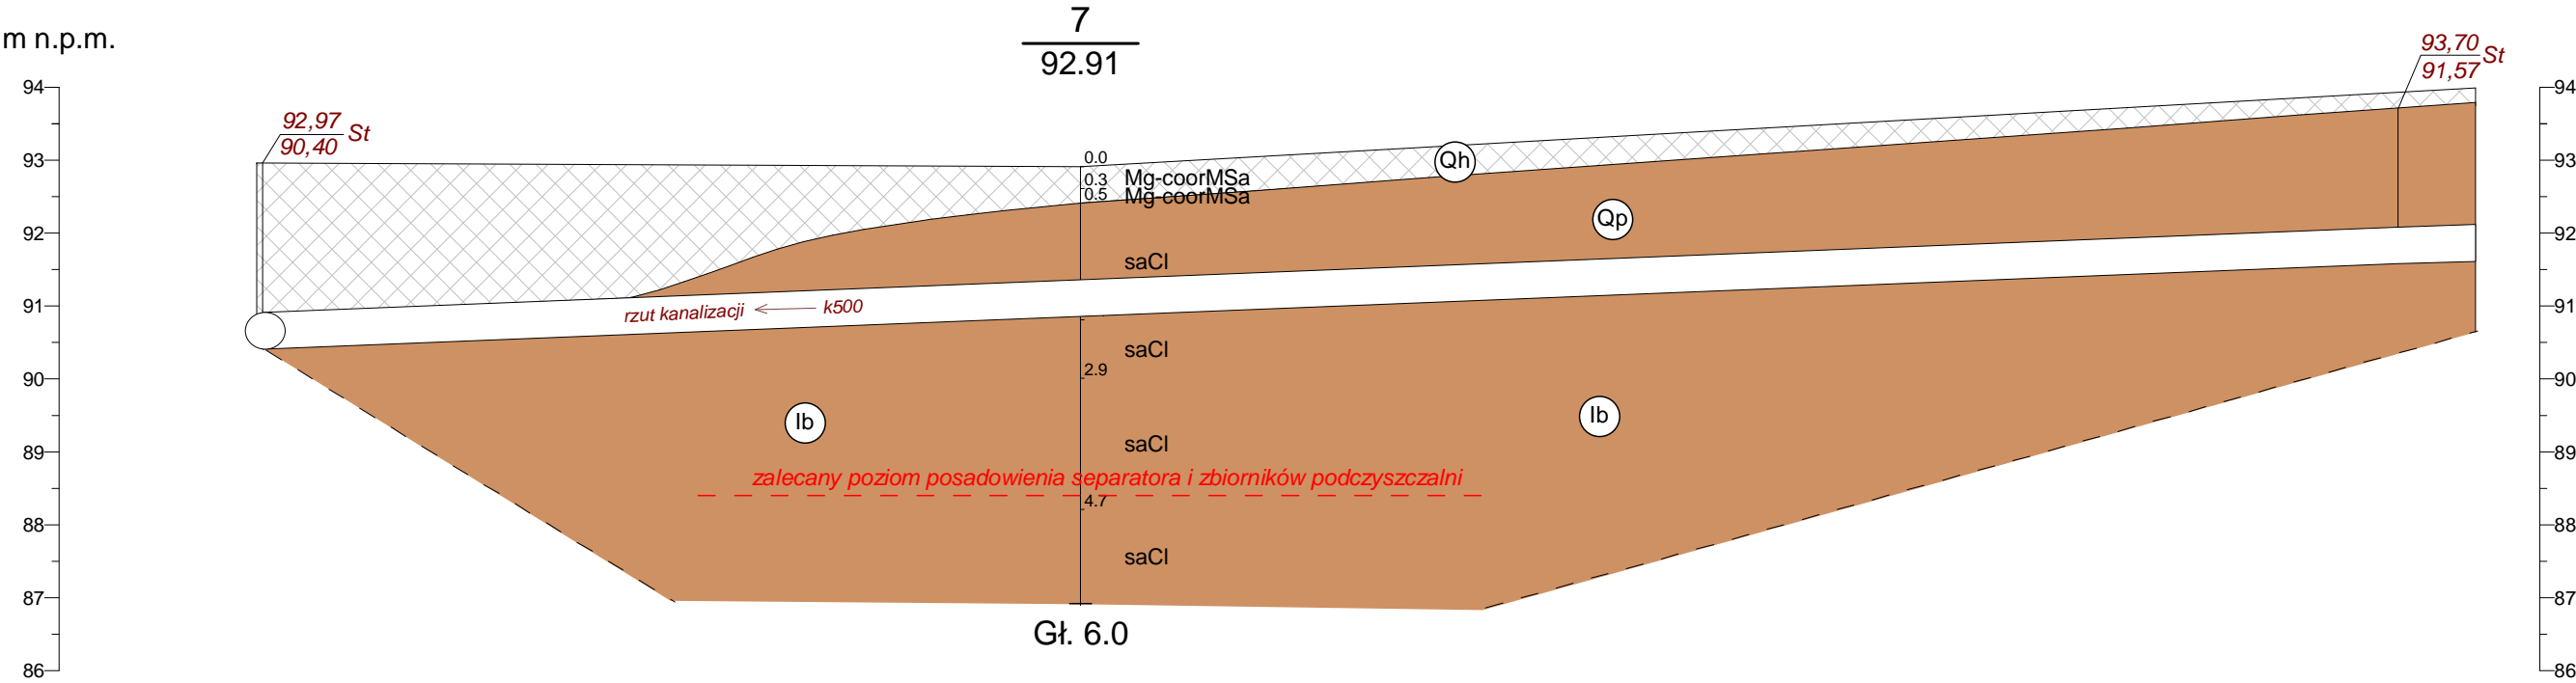 7
m n.p.m.
92.91
93,70
St
91,57
94
94
92,97
St
90,40
93
0.0
93
Qh
0.3 Mg-coorMSa
0.5 Mg-coorMSa
92
Qp
92
saCl
91
rzut kanalizacji
k500
91
saCl
90
2.9
90
Ib
Ib
89
saCl
89
zalecany poziom posadowienia separatora i zbiorników podczyszczalni
4.7
88
88
saCl
87
87
Gł. 6.0
86
86